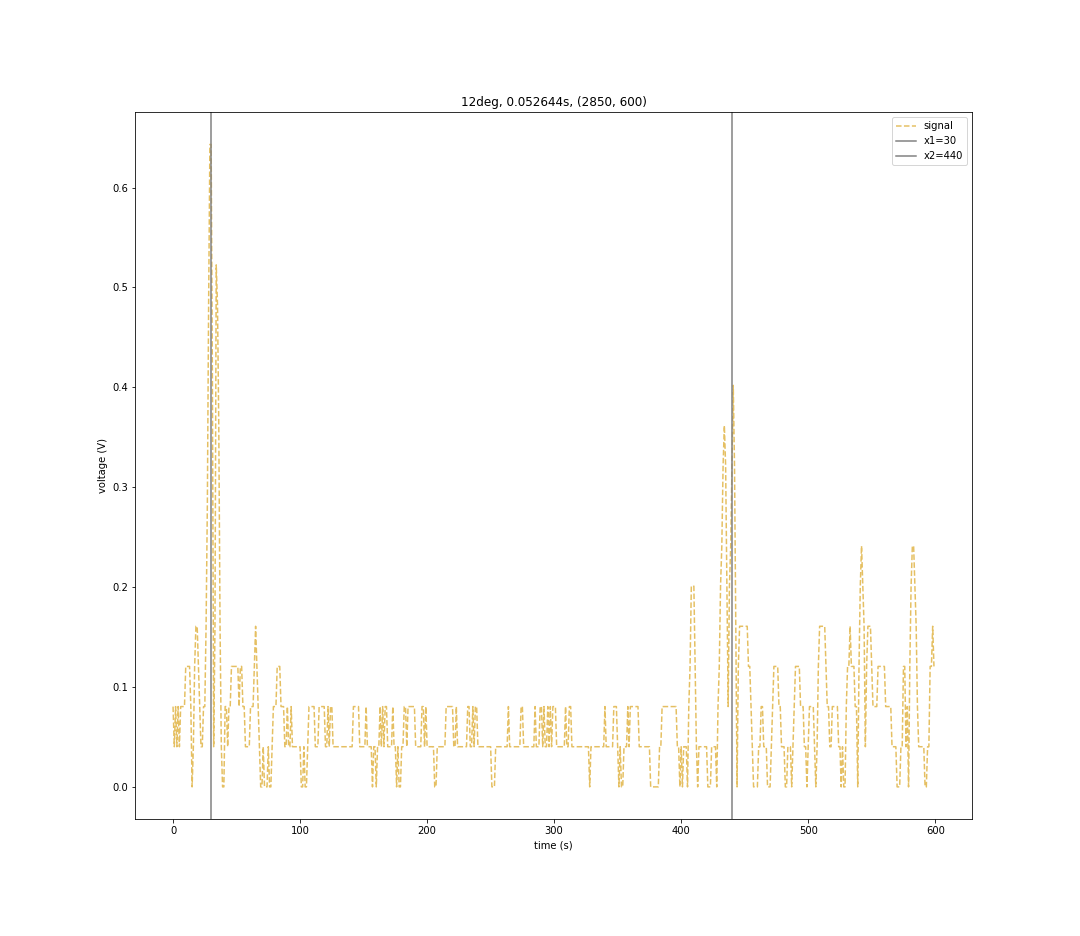 12deg, 0.052644s, (2850, 600)
signal
x1=30
x2=440
voltage (V)
0.6
0.5
0.4
0.3
0.2
0.1
0.0
0 100 200 300 400 500 600
time (s)